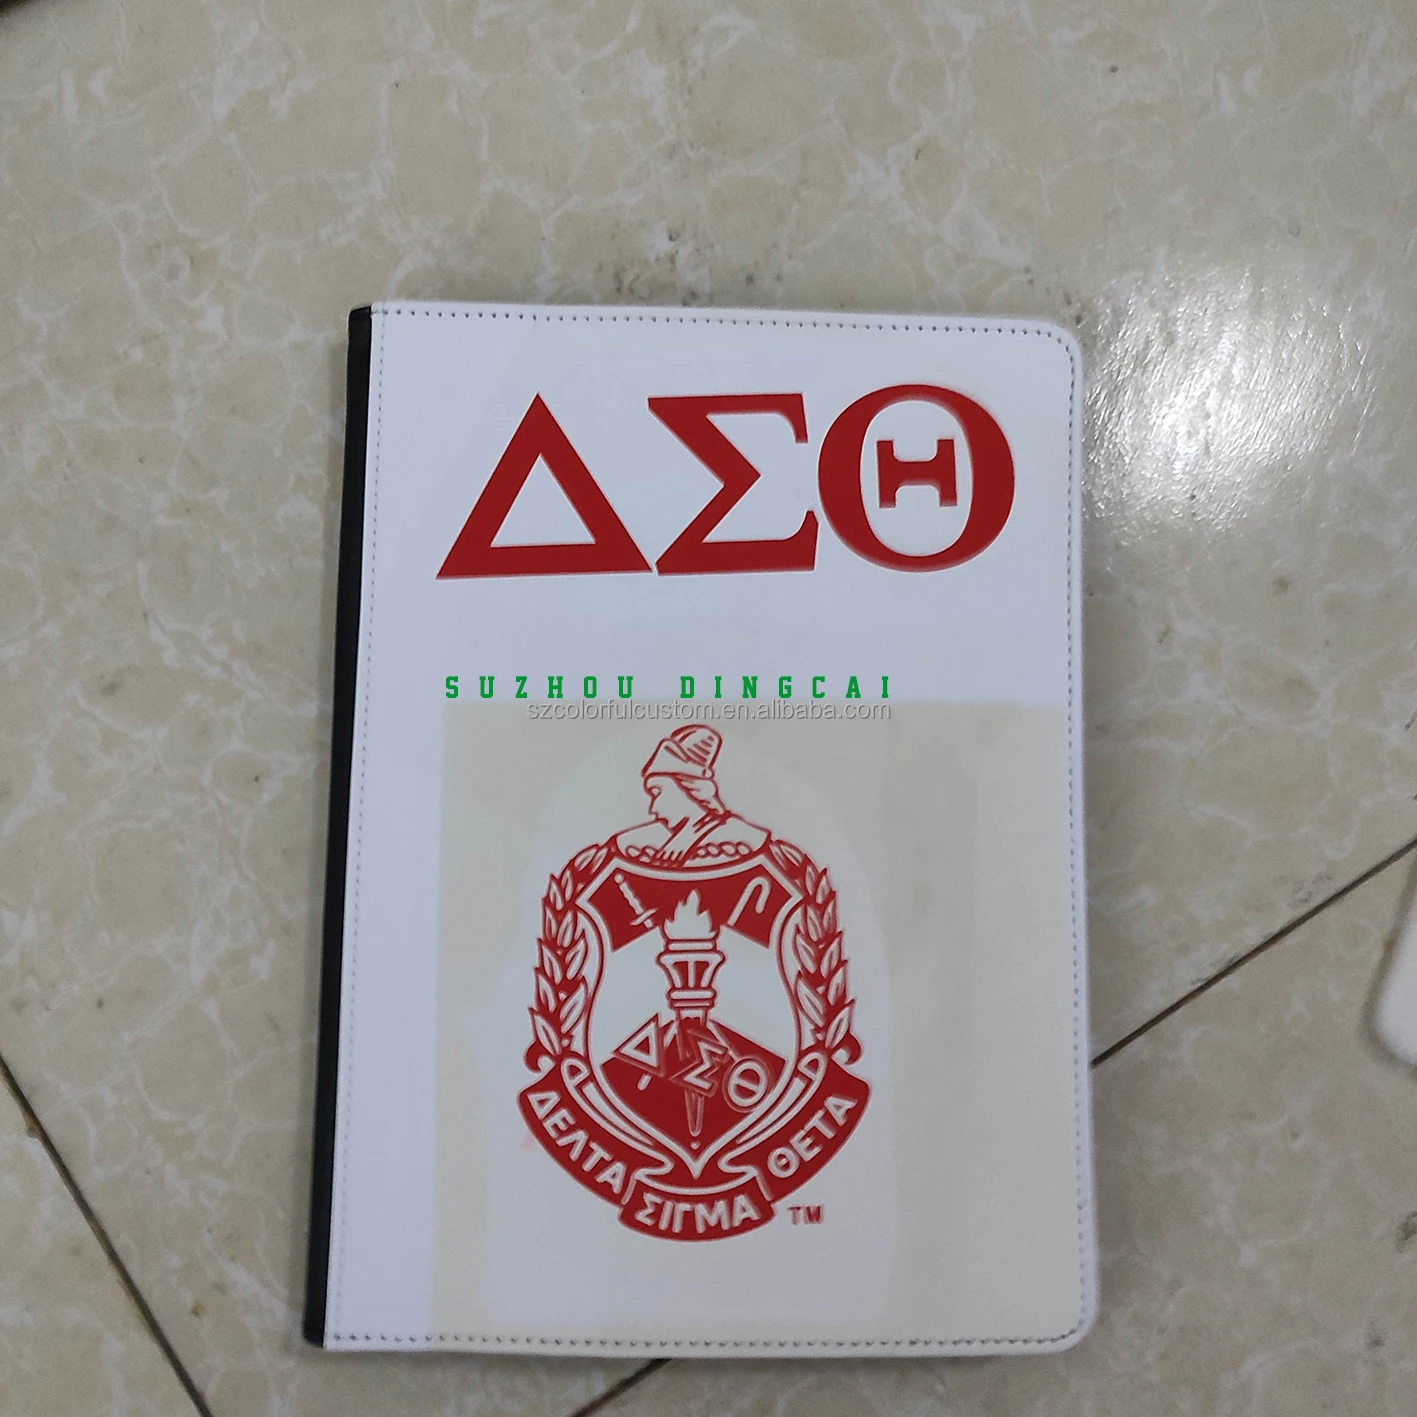 ΔΣΘ
SUZHOU DINGCAI
szcolorfulcustom.en.alibaba.com
ΔΣΘ
ΔΕΛΤΑ ΣΙΓΜΑ ΘΕΤΑ TM